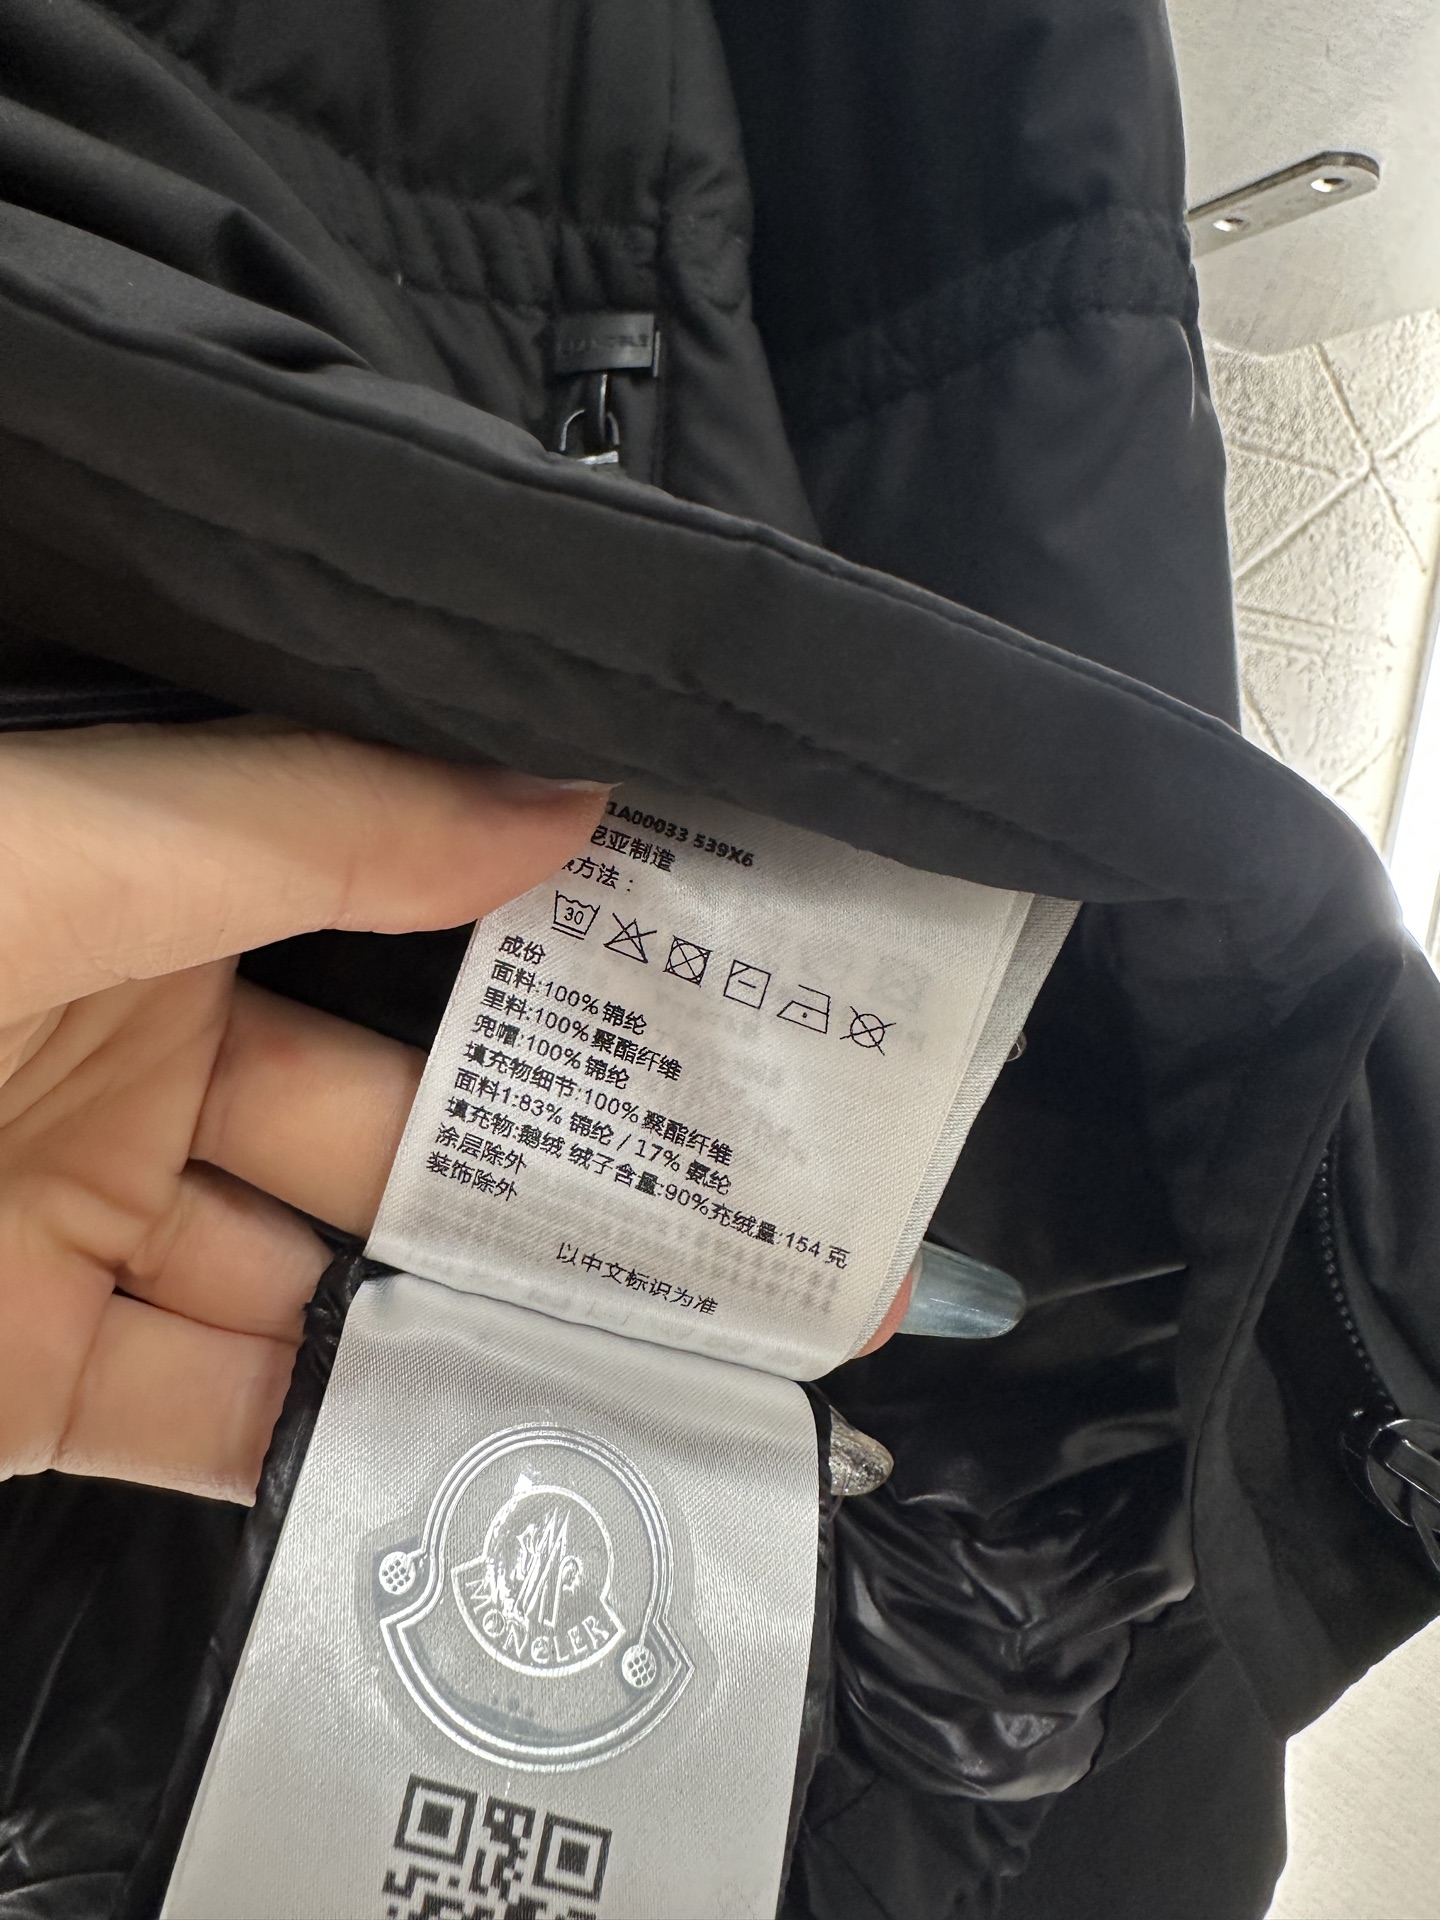 1A00033 539X6
尼亚制造
方法：
30
成份
面料:100%锦纶
里料:100%聚酯纤维
兜帽:100%锦纶
填充物细节:100%聚酯纤维
面料1:83%锦纶/17%氨纶
填充物:鹅绒 绒子含量:90%充绒量:154克
涂层除外
装饰除外
以中文标识为准
MONCLER